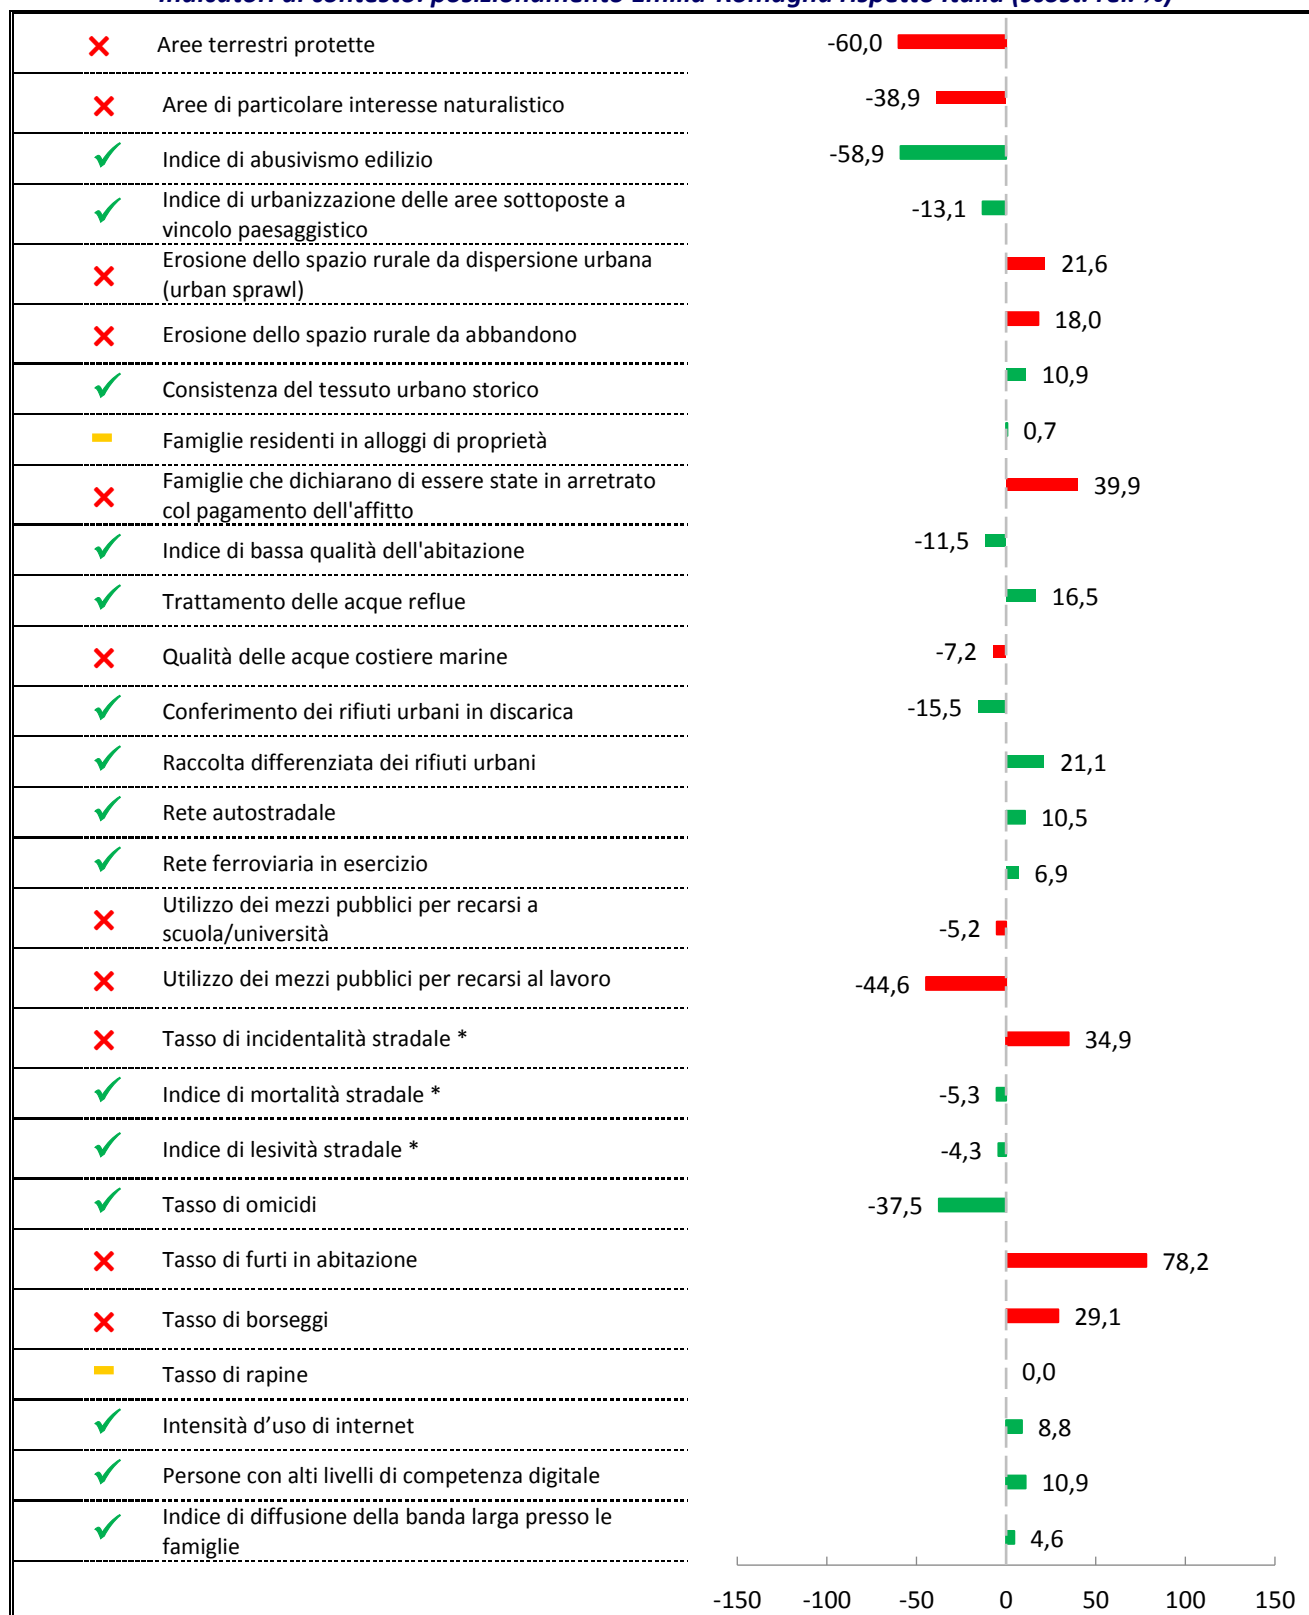 Indicatori di contesto: posizionamento Emilia-Romagna rispetto Italia (scost. rel. %)
Aree terrestri protette -60,0
Aree di particolare interesse naturalistico -38,9
Indice di abusivismo edilizio -58,9
Indice di urbanizzazione delle aree sottoposte a
vincolo paesaggistico -13,1
Erosione dello spazio rurale da dispersione urbana
(urban sprawl) 21,6
Erosione dello spazio rurale da abbandono 18,0
Consistenza del tessuto urbano storico 10,9
Famiglie residenti in alloggi di proprietà 0,7
Famiglie che dichiarano di essere state in arretrato
col pagamento dell'affitto 39,9
Indice di bassa qualità dell'abitazione -11,5
Trattamento delle acque reflue 16,5
Qualità delle acque costiere marine -7,2
Conferimento dei rifiuti urbani in discarica -15,5
Raccolta differenziata dei rifiuti urbani 21,1
Rete autostradale 10,5
Rete ferroviaria in esercizio 6,9
Utilizzo dei mezzi pubblici per recarsi a
scuola/università -5,2
Utilizzo dei mezzi pubblici per recarsi al lavoro -44,6
Tasso di incidentalità stradale * 34,9
Indice di mortalità stradale * -5,3
Indice di lesività stradale * -4,3
Tasso di omicidi -37,5
Tasso di furti in abitazione 78,2
Tasso di borseggi 29,1
Tasso di rapine 0,0
Intensità d’uso di internet 8,8
Persone con alti livelli di competenza digitale 10,9
Indice di diffusione della banda larga presso le
famiglie 4,6
-150 -100 -50 0 50 100 150